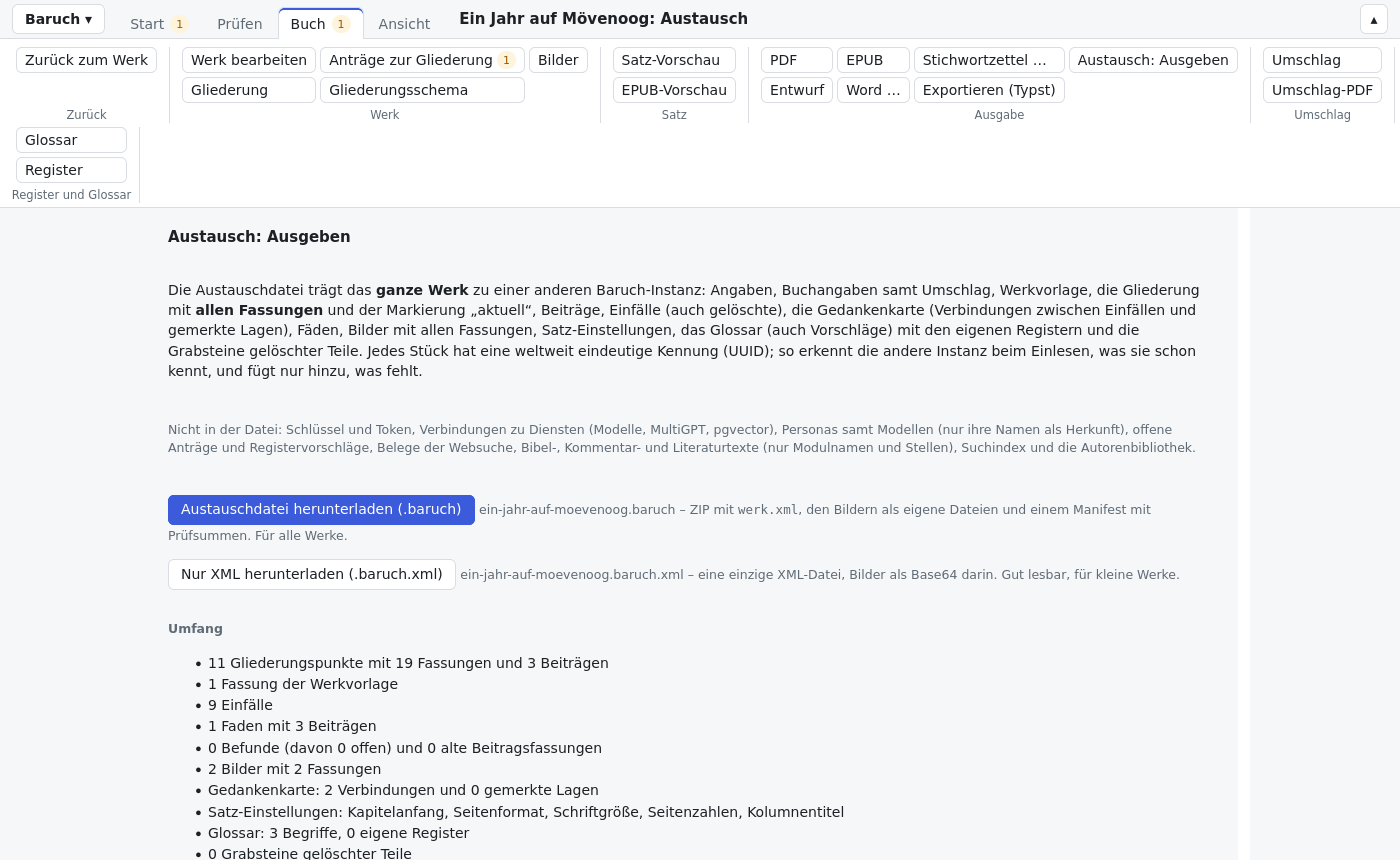 Baruch ▾
Start 1
Prüfen
Buch 1
Ansicht
Ein Jahr auf Mövenoog: Austausch
▴
Zurück zum Werk
Zurück
Werk bearbeiten
Anträge zur Gliederung 1
Bilder
Gliederung
Gliederungsschema
Werk
Satz-Vorschau
EPUB-Vorschau
Satz
PDF
EPUB
Stichwortzettel …
Austausch: Ausgeben
Entwurf
Word …
Exportieren (Typst)
Ausgabe
Umschlag
Umschlag-PDF
Umschlag
Glossar
Register
Register und Glossar
Austausch: Ausgeben
Die Austauschdatei trägt das ganze Werk zu einer anderen Baruch-Instanz: Angaben, Buchangaben samt Umschlag, Werkvorlage, die Gliederung
mit allen Fassungen und der Markierung „aktuell“, Beiträge, Einfälle (auch gelöschte), die Gedankenkarte (Verbindungen zwischen Einfällen und
gemerkte Lagen), Fäden, Bilder mit allen Fassungen, Satz-Einstellungen, das Glossar (auch Vorschläge) mit den eigenen Registern und die
Grabsteine gelöschter Teile. Jedes Stück hat eine weltweit eindeutige Kennung (UUID); so erkennt die andere Instanz beim Einlesen, was sie schon
kennt, und fügt nur hinzu, was fehlt.
Nicht in der Datei: Schlüssel und Token, Verbindungen zu Diensten (Modelle, MultiGPT, pgvector), Personas samt Modellen (nur ihre Namen als Herkunft), offene
Anträge und Registervorschläge, Belege der Websuche, Bibel-, Kommentar- und Literaturtexte (nur Modulnamen und Stellen), Suchindex und die Autorenbibliothek.
Austauschdatei herunterladen (.baruch) ein-jahr-auf-moevenoog.baruch – ZIP mit werk.xml, den Bildern als eigene Dateien und einem Manifest mit
Prüfsummen. Für alle Werke.
Nur XML herunterladen (.baruch.xml) ein-jahr-auf-moevenoog.baruch.xml – eine einzige XML-Datei, Bilder als Base64 darin. Gut lesbar, für kleine Werke.
Umfang
• 11 Gliederungspunkte mit 19 Fassungen und 3 Beiträgen
• 1 Fassung der Werkvorlage
• 9 Einfälle
• 1 Faden mit 3 Beiträgen
• 0 Befunde (davon 0 offen) und 0 alte Beitragsfassungen
• 2 Bilder mit 2 Fassungen
• Gedankenkarte: 2 Verbindungen und 0 gemerkte Lagen
• Satz-Einstellungen: Kapitelanfang, Seitenformat, Schriftgröße, Seitenzahlen, Kolumnentitel
• Glossar: 3 Begriffe, 0 eigene Register
• 0 Grabsteine gelöschter Teile